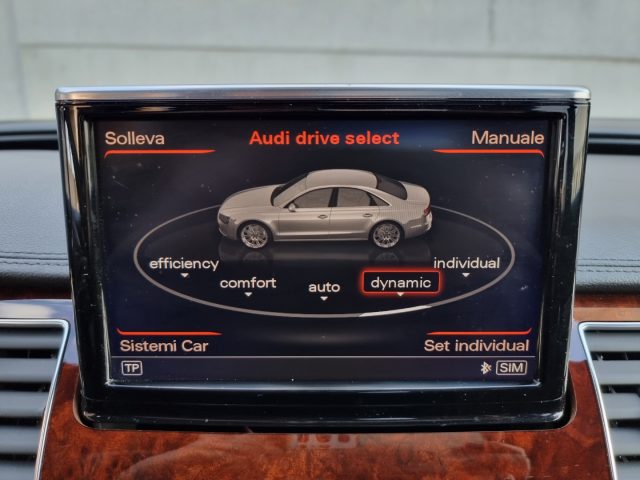 Solleva
Audi drive select
Manuale
efficiency
comfort
auto
dynamic
individual
Sistemi Car
Set individual
TP
SIM